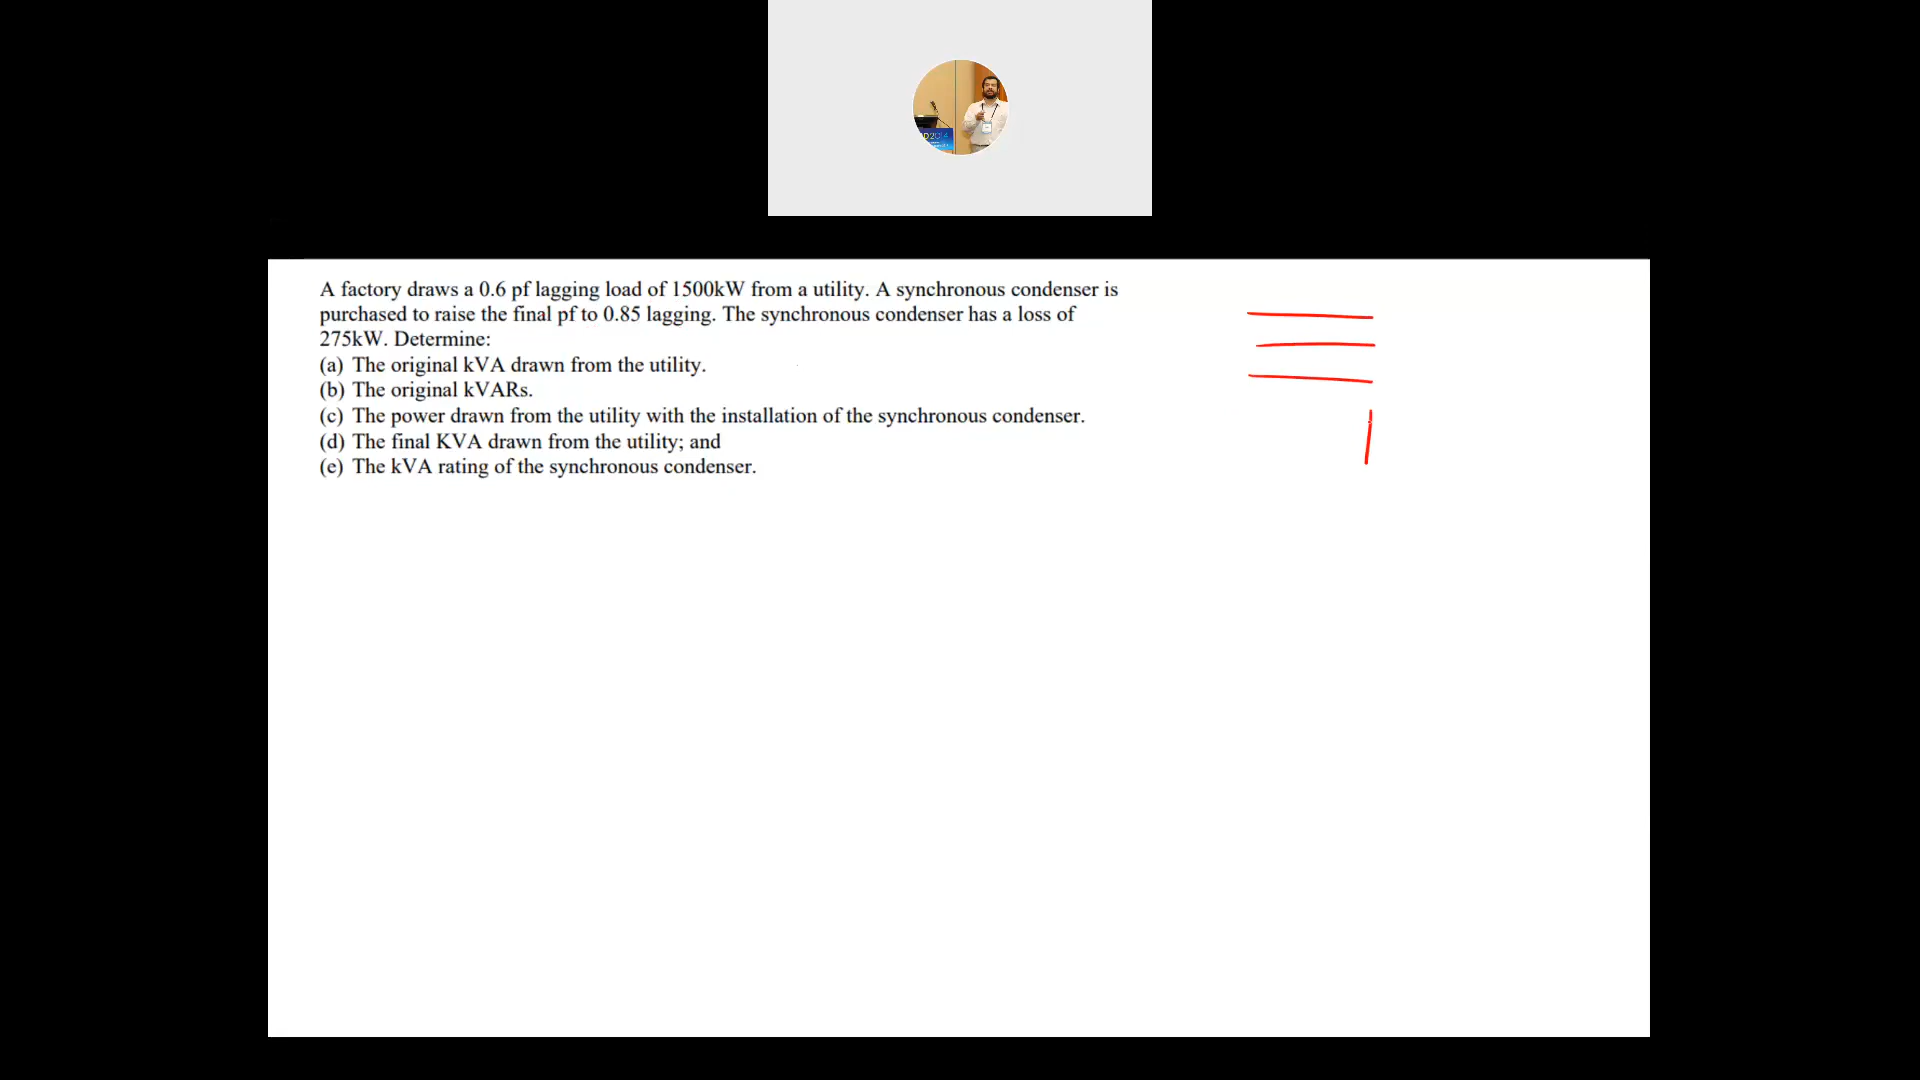 D2014
A factory draws a 0.6 pf lagging load of 1500kW from a utility. A synchronous condenser is
purchased to raise the final pf to 0.85 lagging. The synchronous condenser has a loss of
275kW. Determine:
(a) The original kVA drawn from the utility.
(b) The original kVARs.
(c) The power drawn from the utility with the installation of the synchronous condenser.
(d) The final KVA drawn from the utility; and
(e) The kVA rating of the synchronous condenser.